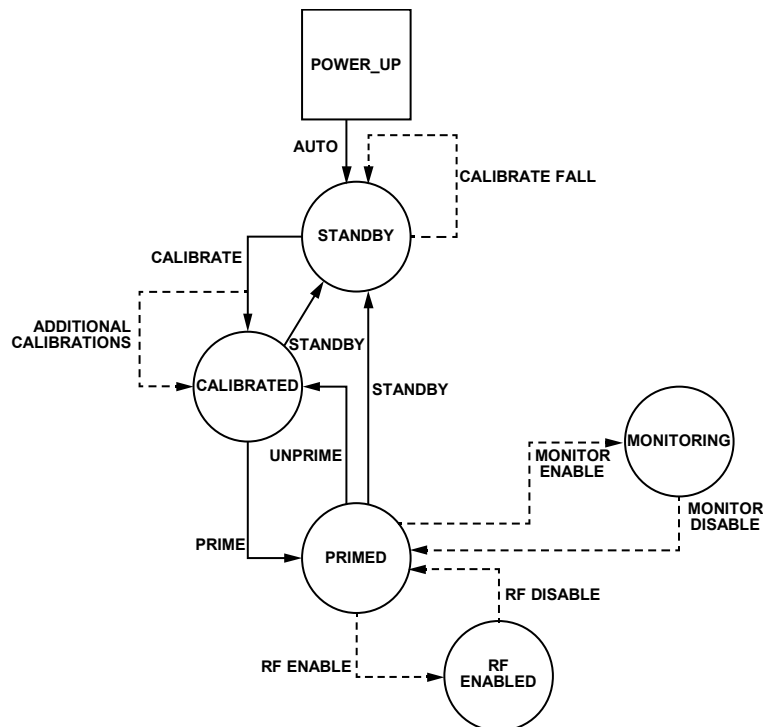 POWER_UP
AUTO
CALIBRATE FALL
STANDBY
CALIBRATE
ADDITIONAL
CALIBRATIONS
STANDBY
CALIBRATED
STANDBY
UNPRIME
MONITORING
MONITOR
ENABLE
MONITOR
DISABLE
PRIME
PRIMED
RF DISABLE
RF ENABLE
RF
ENABLED